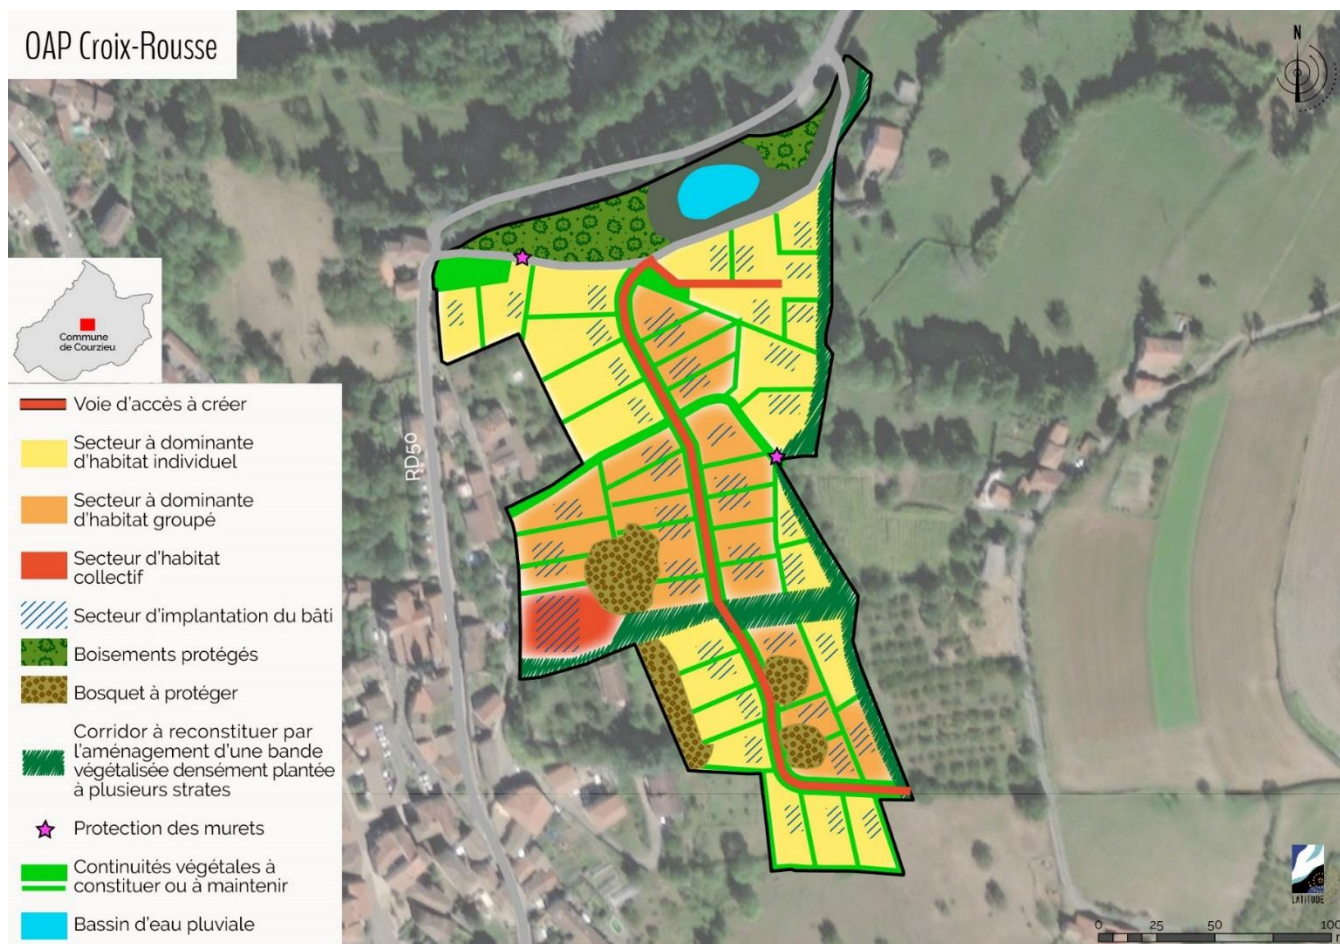 OAP Croix-Rousse
N
Commune
de Courzieu
RD50
Voie d'accès à créer
Secteur à dominante
d'habitat individuel
Secteur à dominante
d'habitat groupé
Secteur d'habitat
collectif
Secteur d'implantation du bâti
Boisements protégés
Bosquet à protéger
Corridor à reconstituer par
l'aménagement d'une bande
végétalisée densément plantée
à plusieurs strates
Protection des murets
Continuités végétales à
constituer ou à maintenir
Bassin d'eau pluviale
LATITUDE
0 25 50 100